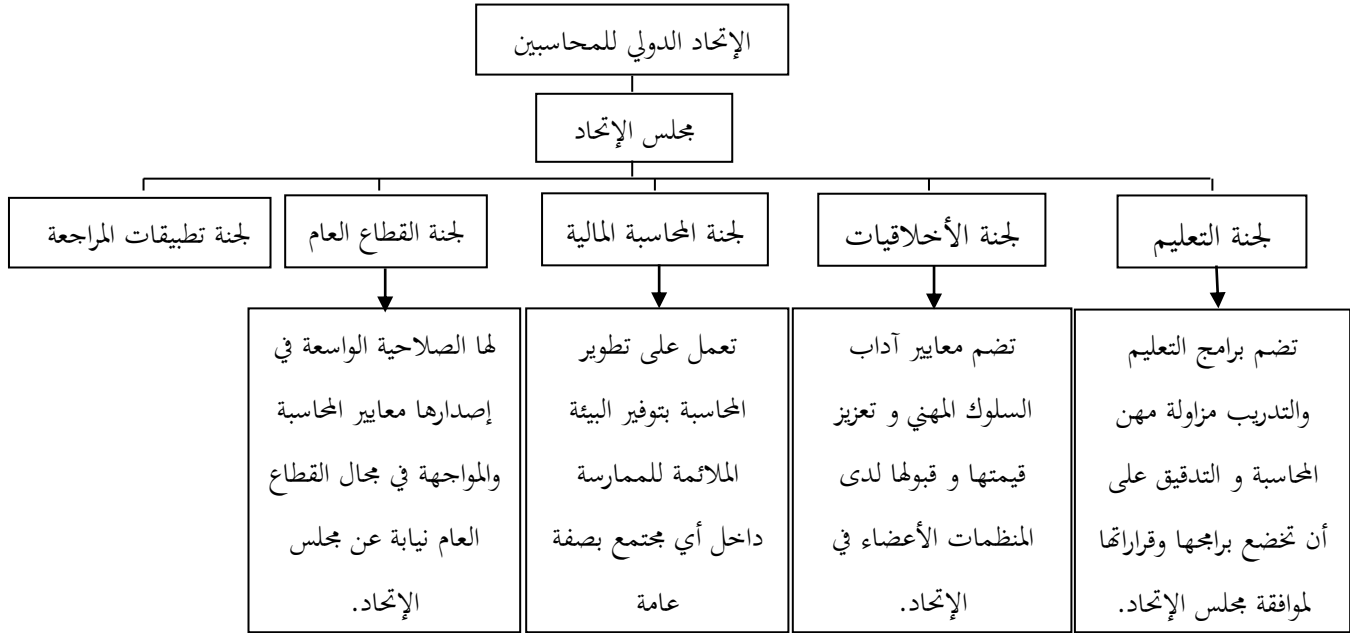 الإتحاد الدولي للمحاسبين
مجلس الإتحاد
لجنة التعليم
لجنة الأخلاقيات
لجنة المحاسبة المالية
لجنة القطاع العام
لجنة تطبيقات المراجعة
تضم برامج التعليم
والتدريب مزاولة مهن
المحاسبة و التدقيق على
أن تخضع برامجها وقراراتها
لموافقة مجلس الإتحاد.
تضم معايير آداب
السلوك المهني و تعزيز
قيمتها و قبولها لدى
المنظمات الأعضاء في
الإتحاد.
تعمل على تطوير
المحاسبة بتوفير البيئة
الملائمة للممارسة
داخل أي مجتمع بصفة
عامة
لها الصلاحية الواسعة في
إصدارها معايير المحاسبة
والمواجهة في مجال القطاع
العام نيابة عن مجلس
الإتحاد.